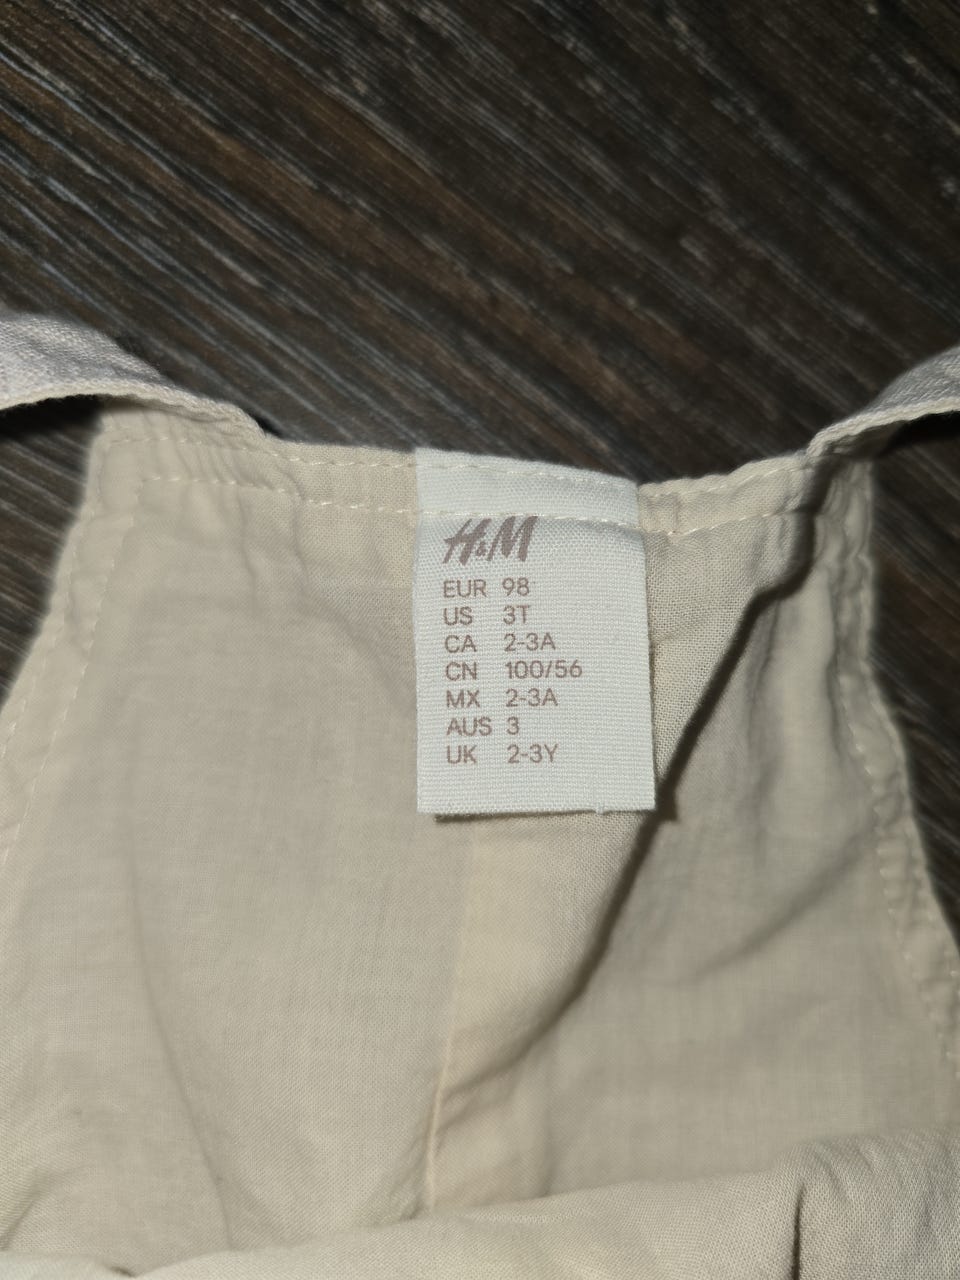 H&M
EUR 98
US 3T
CA 2-3A
CN 100/56
MX 2-3A
AUS 3
UK 2-3Y